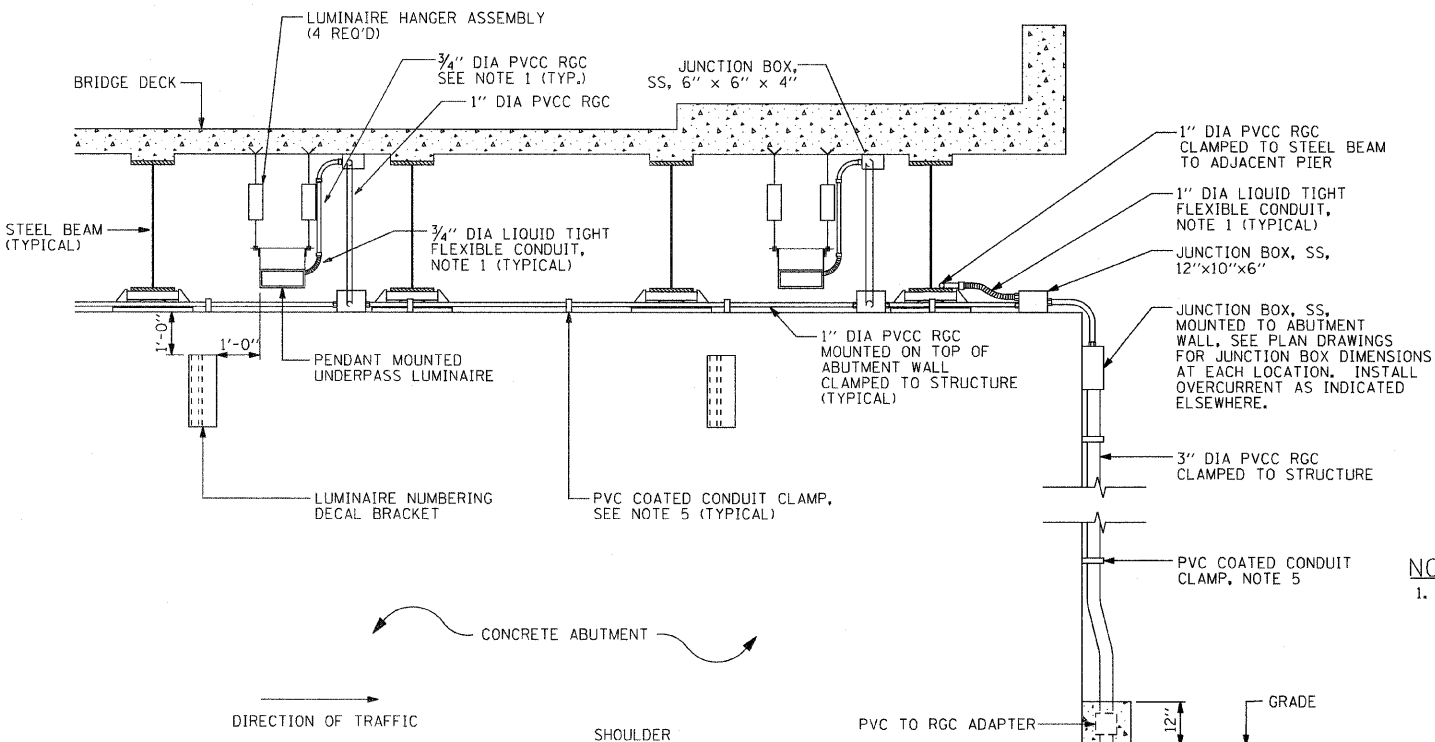 LUMINAIRE HANGER ASSEMBLY
(4 REQ'D)
3/4" DIA PVCC RGC
SEE NOTE 1 (TYP.)
1" DIA PVCC RGC
BRIDGE DECK
JUNCTION BOX,
SS, 6" x 6" x 4"
1" DIA PVCC RGC
CLAMPED TO STEEL BEAM
TO ADJACENT PIER
1" DIA LIQUID TIGHT
FLEXIBLE CONDUIT,
NOTE 1 (TYPICAL)
STEEL BEAM
(TYPICAL)
3/4" DIA LIQUID TIGHT
FLEXIBLE CONDUIT,
NOTE 1 (TYPICAL)
JUNCTION BOX, SS,
12"x10"x6"
JUNCTION BOX, SS,
MOUNTED TO ABUTMENT
WALL, SEE PLAN DRAWINGS
FOR JUNCTION BOX DIMENSIONS
AT EACH LOCATION. INSTALL
OVERCURRENT AS INDICATED
ELSEWHERE.
1'-0"
1'-0"
PENDANT MOUNTED
UNDERPASS LUMINAIRE
1" DIA PVCC RGC
MOUNTED ON TOP OF
ABUTMENT WALL
CLAMPED TO STRUCTURE
(TYPICAL)
3" DIA PVCC RGC
CLAMPED TO STRUCTURE
LUMINAIRE NUMBERING
DECAL BRACKET
PVC COATED CONDUIT CLAMP,
SEE NOTE 5 (TYPICAL)
PVC COATED CONDUIT
CLAMP, NOTE 5
NO
1.
CONCRETE ABUTMENT
DIRECTION OF TRAFFIC
SHOULDER
PVC TO RGC ADAPTER
12"
GRADE